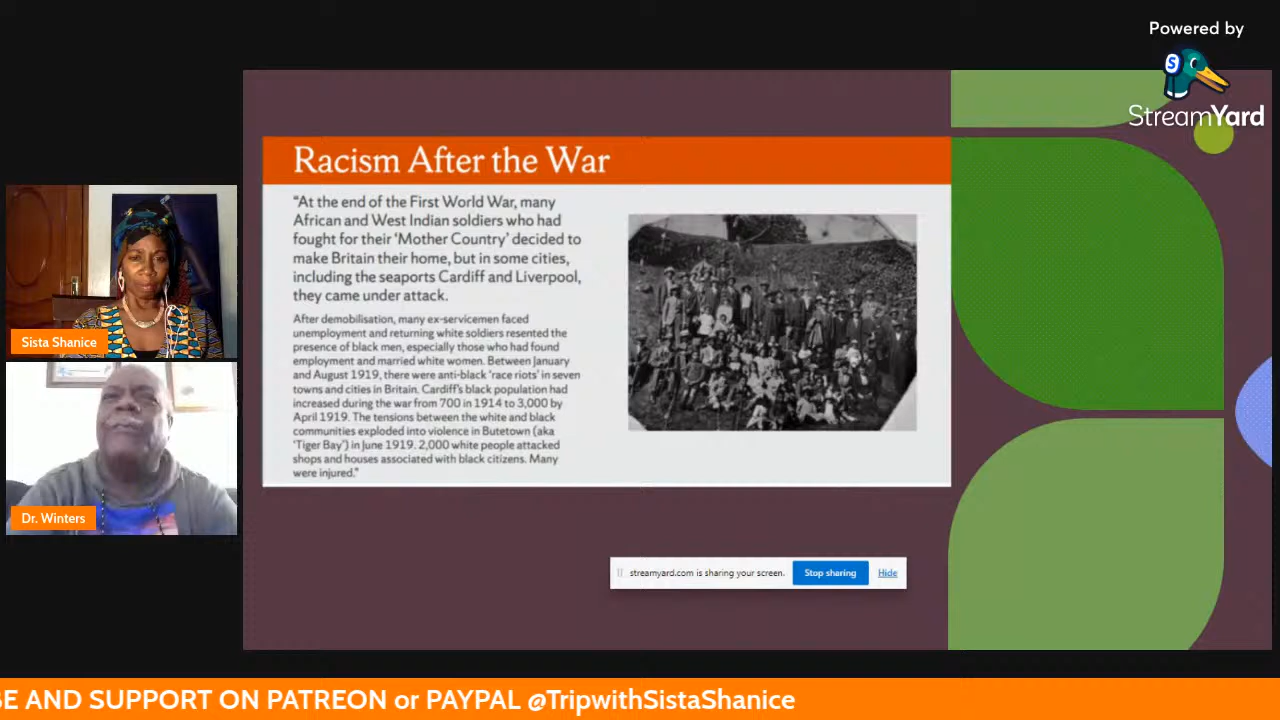 Powered by
StreamYard
Racism After the War
"At the end of the First World War, many
African and West Indian soldiers who had
fought for their 'Mother Country' decided to
make Britain their home, but in some cities,
including the seaports Cardiff and Liverpool,
they came under attack.
After demobilisation, many ex-servicemen faced
unemployment and returning white soldiers resented the
presence of black men, especially those who had found
employment and married white women. Between January
and August 1919, there were anti-black 'race riots' in seven
towns and cities in Britain. Cardiff's black population had
increased during the war from 700 in 1914 to 3,000 by
April 1919. The tensions between the white and black
communities exploded into violence in Butetown (aka
'Tiger Bay') in June 1919. 2,000 white people attacked
shops and houses associated with black citizens. Many
were injured."
Sista Shanice
Dr. Winters
streamyard.com is sharing your screen.
Stop sharing
Hide
BE AND SUPPORT ON PATREON or PAYPAL @TripwithSistaShanice